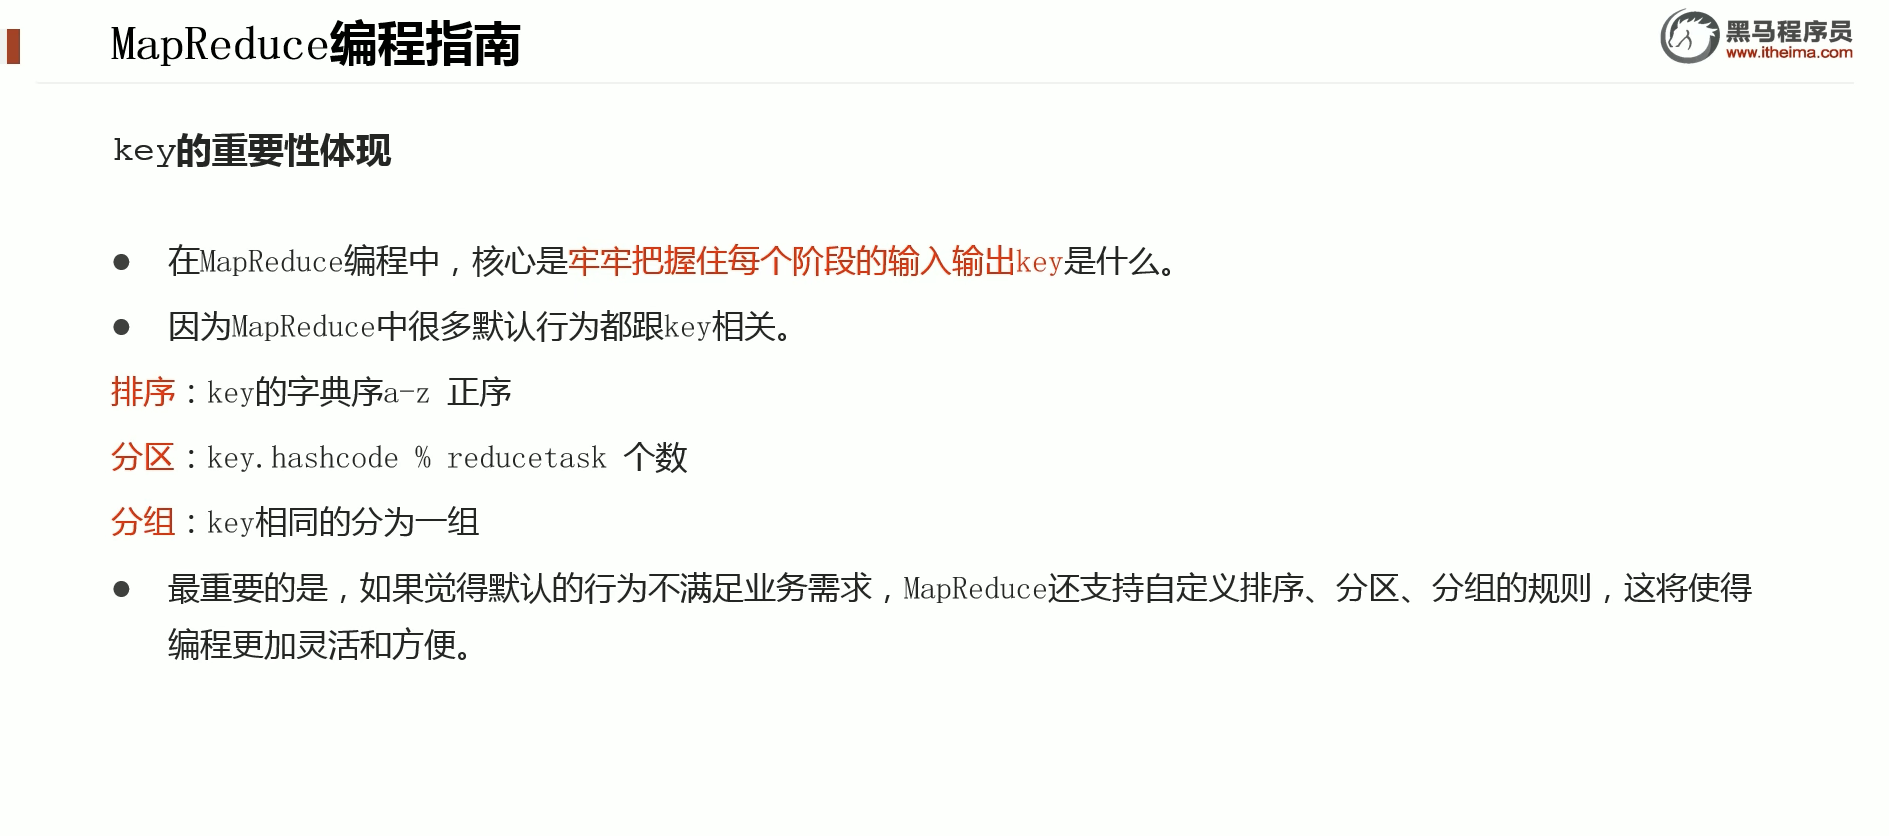 MapReduce编程指南
黑马程序员
www.itheima.com
key的重要性体现
● 在MapReduce编程中，核心是牢牢把握住每个阶段的输入输出key是什么。
● 因为MapReduce中很多默认行为都跟key相关。
排序：key的字典序a-z 正序
分区：key.hashcode % reducetask 个数
分组：key相同的分为一组
● 最重要的是，如果觉得默认的行为不满足业务需求，MapReduce还支持自定义排序、分区、分组的规则，这将使得
编程更加灵活和方便。